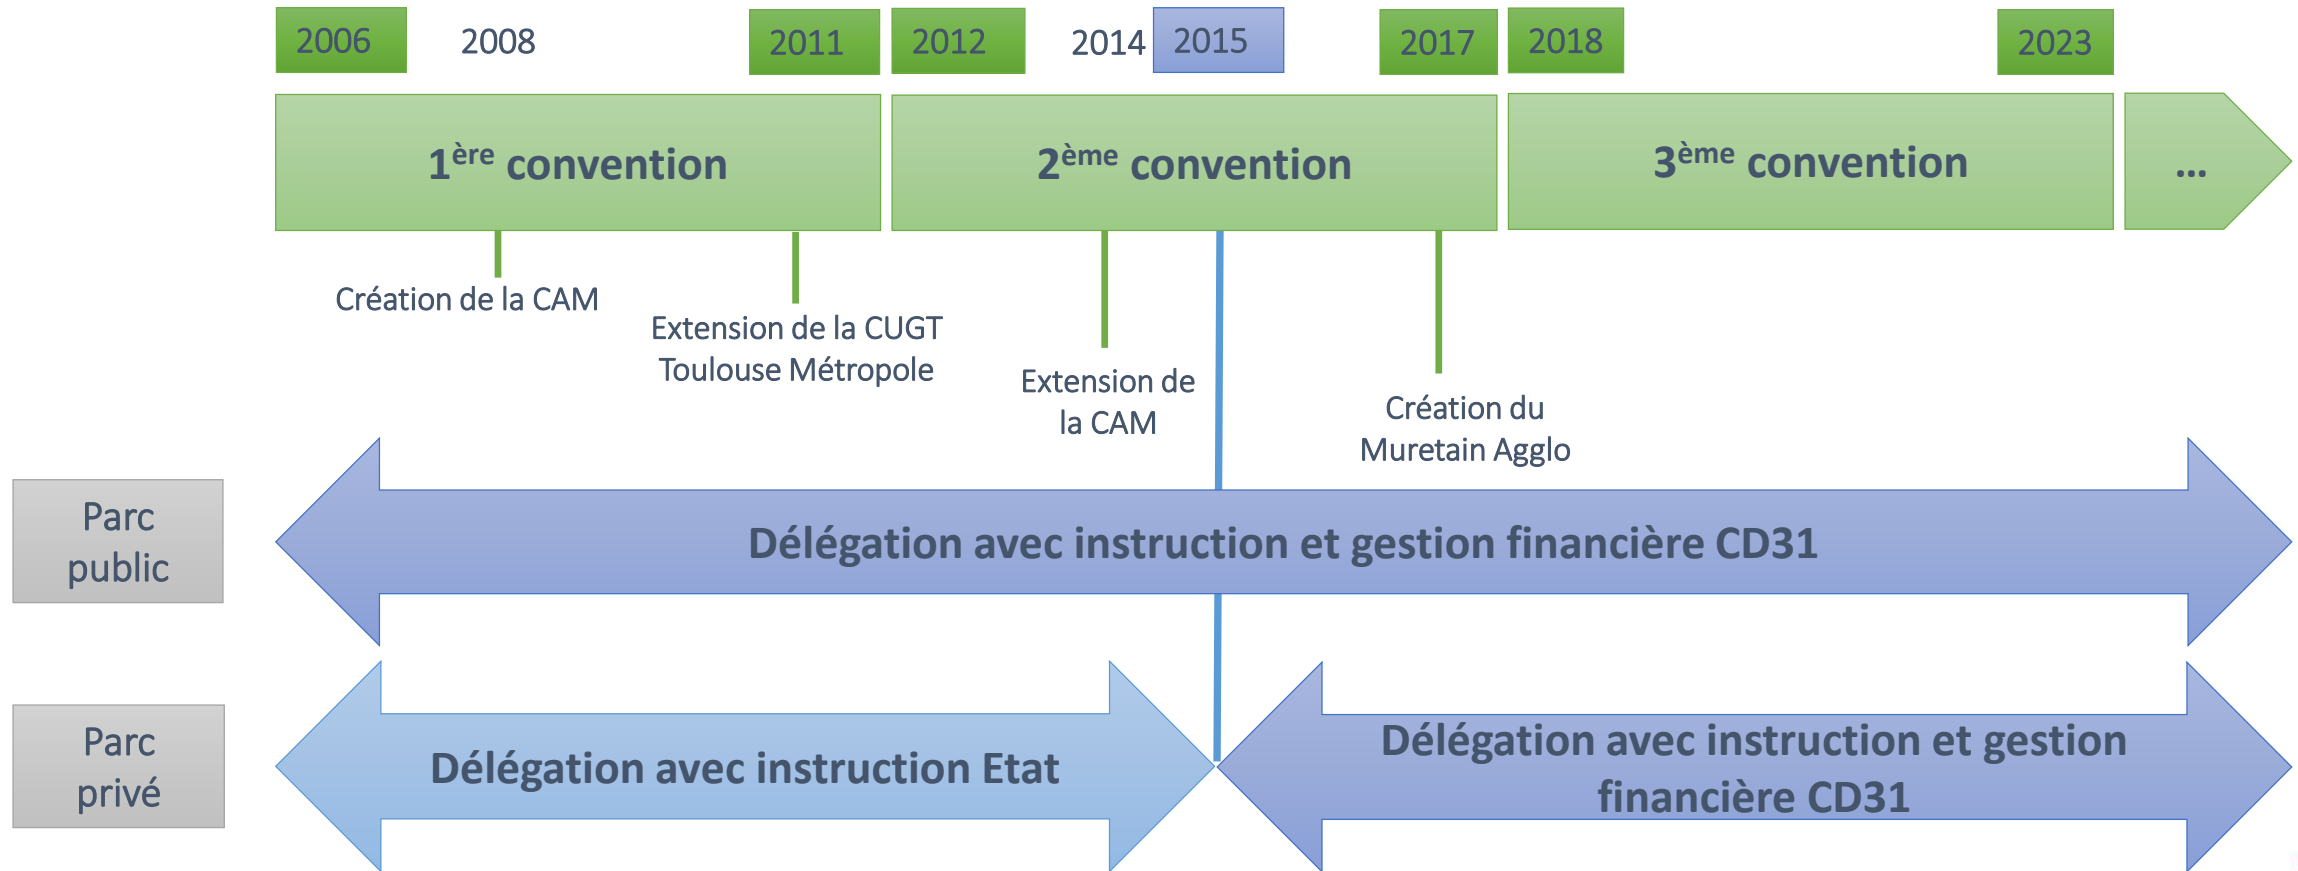 2006 2008 2011 2012 2014 2015 2017 2018 2023
1ère convention
2ème convention
3ème convention
...
Création de la CAM
Extension de la CUGT
Toulouse Métropole
Extension de
la CAM
Création du
Muretain Agglo
Parc
public
Délégation avec instruction et gestion financière CD31
Parc
privé
Délégation avec instruction Etat
Délégation avec instruction et gestion
financière CD31